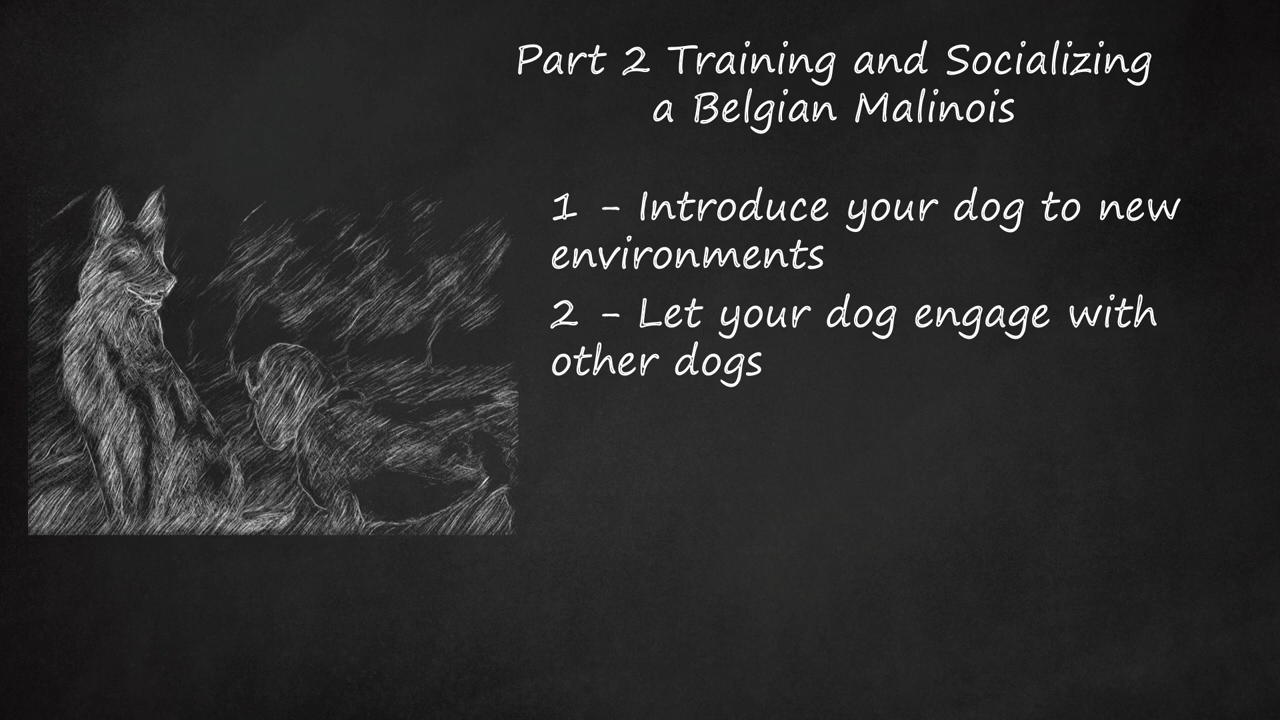 Part 2 Training and Socializing
a Belgian Malinois
1 - Introduce your dog to new
environments
2 - Let your dog engage with
other dogs